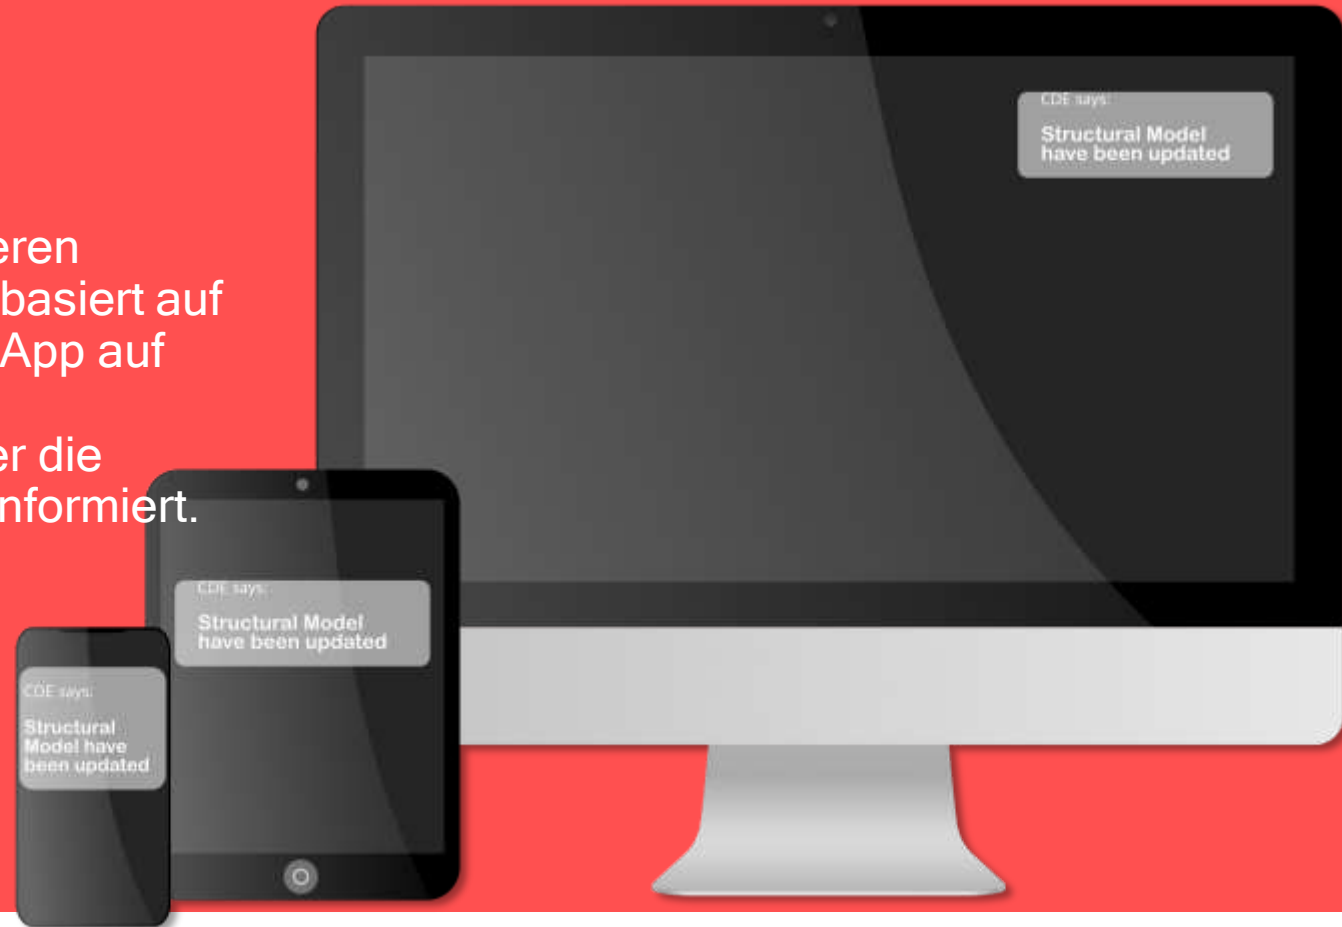 eren
basiert auf
App auf
er die
nformiert.
CDE says:
Structural Model
have been updated
CDE says:
Structural Model
have been updated
CDE says:
Structural
Model have
been updated